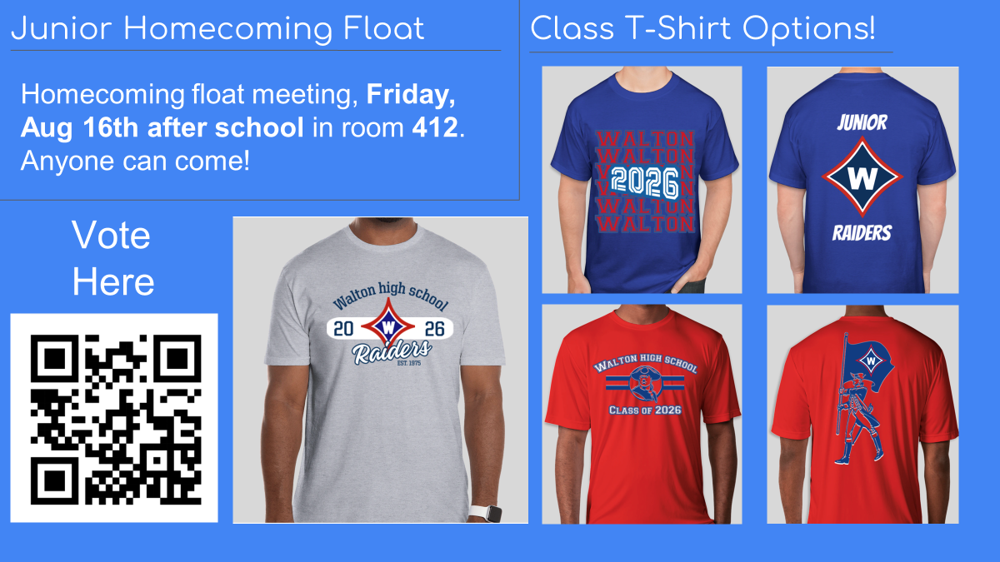 Junior Homecoming Float
Homecoming float meeting, Friday,
Aug 16th after school in room 412.
Anyone can come!
Vote
Here
Walton high school
20 W 26
Raiders
EST. 1975
Class T-Shirt Options!
WALTON
WALTON
W N
2026
W N
WALTON
WALTON
JUNIOR
W
RAIDERS
WALTON HIGH SCHOOL
CLASS OF 2026
W